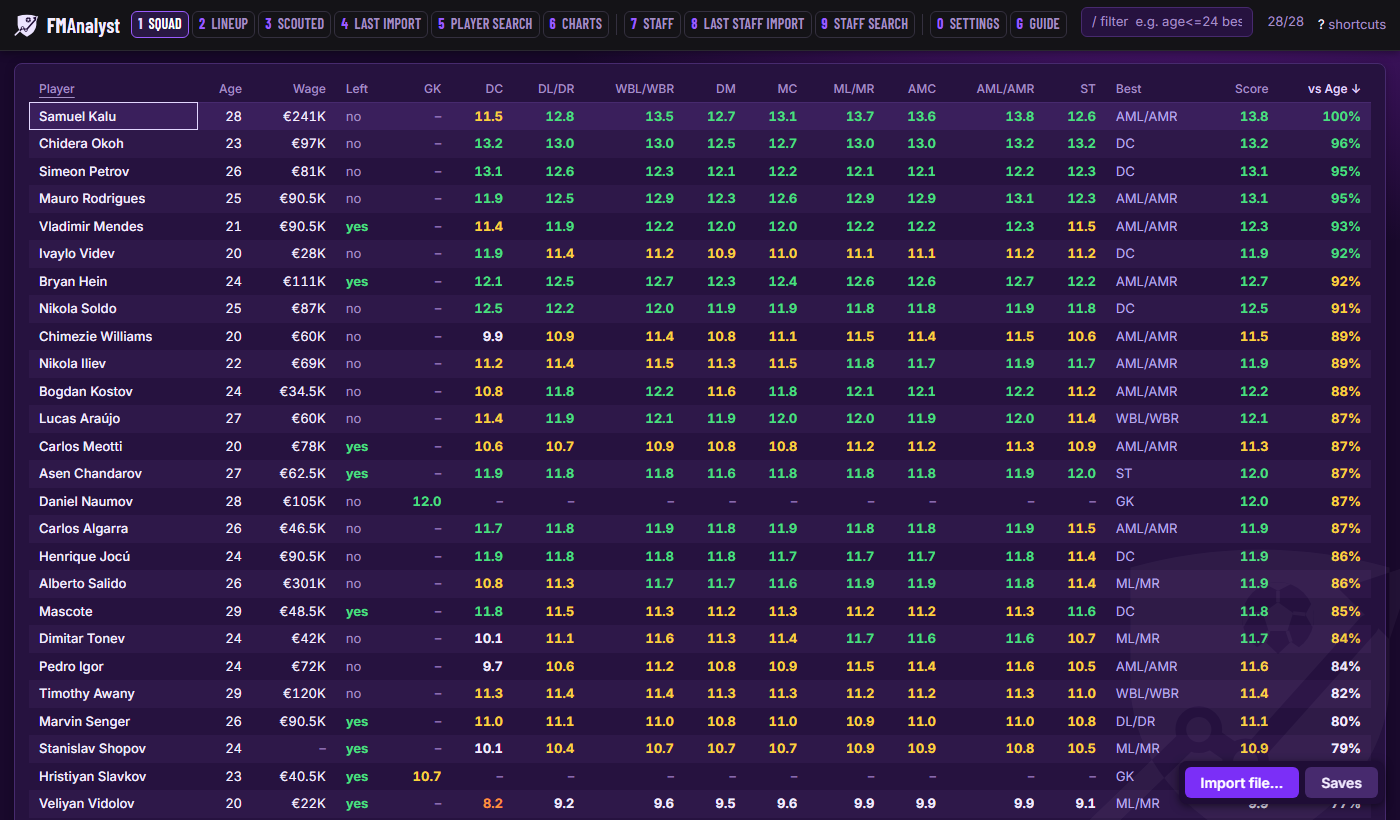 FMAnalyst 1 SQUAD 2 LINEUP 3 SCOUTED 4 LAST IMPORT 5 PLAYER SEARCH 6 CHARTS 7 STAFF 8 LAST STAFF IMPORT 9 STAFF SEARCH 0 SETTINGS G GUIDE / filter e.g. age<=24 bes 28/28 ? shortcuts
Player Age Wage Left GK DC DL/DR WBL/WBR DM MC ML/MR AMC AML/AMR ST Best Score vs Age ↓
Samuel Kalu 28 €241K no – 11.5 12.8 13.5 12.7 13.1 13.7 13.6 13.8 12.6 AML/AMR 13.8 100%
Chidera Okoh 23 €97K no – 13.2 13.0 13.0 12.5 12.7 13.0 13.0 13.2 13.2 DC 13.2 96%
Simeon Petrov 26 €81K no – 13.1 12.6 12.3 12.1 12.2 12.1 12.1 12.2 12.3 DC 13.1 95%
Mauro Rodrigues 25 €90.5K no – 11.9 12.5 12.9 12.3 12.6 12.9 12.9 13.1 12.3 AML/AMR 13.1 95%
Vladimir Mendes 21 €90.5K yes – 11.4 11.9 12.2 12.0 12.0 12.2 12.2 12.3 11.5 AML/AMR 12.3 93%
Ivaylo Videv 20 €28K no – 11.9 11.4 11.2 10.9 11.0 11.1 11.1 11.2 11.2 DC 11.9 92%
Bryan Hein 24 €111K yes – 12.1 12.5 12.7 12.3 12.4 12.6 12.6 12.7 12.2 AML/AMR 12.7 92%
Nikola Soldo 25 €87K no – 12.5 12.2 12.0 11.9 11.9 11.8 11.8 11.9 11.8 DC 12.5 91%
Chimezie Williams 20 €60K no – 9.9 10.9 11.4 10.8 11.1 11.5 11.4 11.5 10.6 AML/AMR 11.5 89%
Nikola Iliev 22 €69K no – 11.2 11.4 11.5 11.3 11.5 11.8 11.7 11.9 11.7 AML/AMR 11.9 89%
Bogdan Kostov 24 €34.5K no – 10.8 11.8 12.2 11.6 11.8 12.1 12.1 12.2 11.2 AML/AMR 12.2 88%
Lucas Araújo 27 €60K no – 11.4 11.9 12.1 11.9 12.0 12.0 11.9 12.0 11.4 WBL/WBR 12.1 87%
Carlos Meotti 20 €78K yes – 10.6 10.7 10.9 10.8 10.8 11.2 11.2 11.3 10.9 AML/AMR 11.3 87%
Asen Chandarov 27 €62.5K yes – 11.9 11.8 11.8 11.6 11.8 11.8 11.8 11.9 12.0 ST 12.0 87%
Daniel Naumov 28 €105K no 12.0 – – – – – – – – – GK 12.0 87%
Carlos Algarra 26 €46.5K no – 11.7 11.8 11.9 11.8 11.9 11.8 11.8 11.9 11.5 AML/AMR 11.9 87%
Henrique Jocú 24 €90.5K no – 11.9 11.8 11.8 11.8 11.7 11.7 11.7 11.8 11.4 DC 11.9 86%
Alberto Salido 26 €301K no – 10.8 11.3 11.7 11.7 11.6 11.9 11.9 11.8 11.4 ML/MR 11.9 86%
Mascote 29 €48.5K yes – 11.8 11.5 11.3 11.2 11.3 11.2 11.2 11.3 11.6 DC 11.8 85%
Dimitar Tonev 24 €42K no – 10.1 11.1 11.6 11.3 11.4 11.7 11.6 11.6 10.7 ML/MR 11.7 84%
Pedro Igor 24 €72K no – 9.7 10.6 11.2 10.8 10.9 11.5 11.4 11.6 10.5 AML/AMR 11.6 84%
Timothy Awany 29 €120K no – 11.3 11.4 11.4 11.3 11.3 11.2 11.2 11.3 11.0 WBL/WBR 11.4 82%
Marvin Senger 26 €90.5K yes – 11.0 11.1 11.0 10.8 11.0 10.9 11.0 11.0 10.8 DL/DR 11.1 80%
Stanislav Shopov 24 – yes – 10.1 10.4 10.7 10.7 10.7 10.9 10.9 10.8 10.5 ML/MR 10.9 79%
Hristiyan Slavkov 23 €40.5K yes 10.7 – – – – – – – – – GK
Veliyan Vidolov 20 €22K yes – 8.2 9.2 9.6 9.5 9.6 9.9 9.9 9.9 9.1 ML/MR 9.9 77%
Import file... Saves